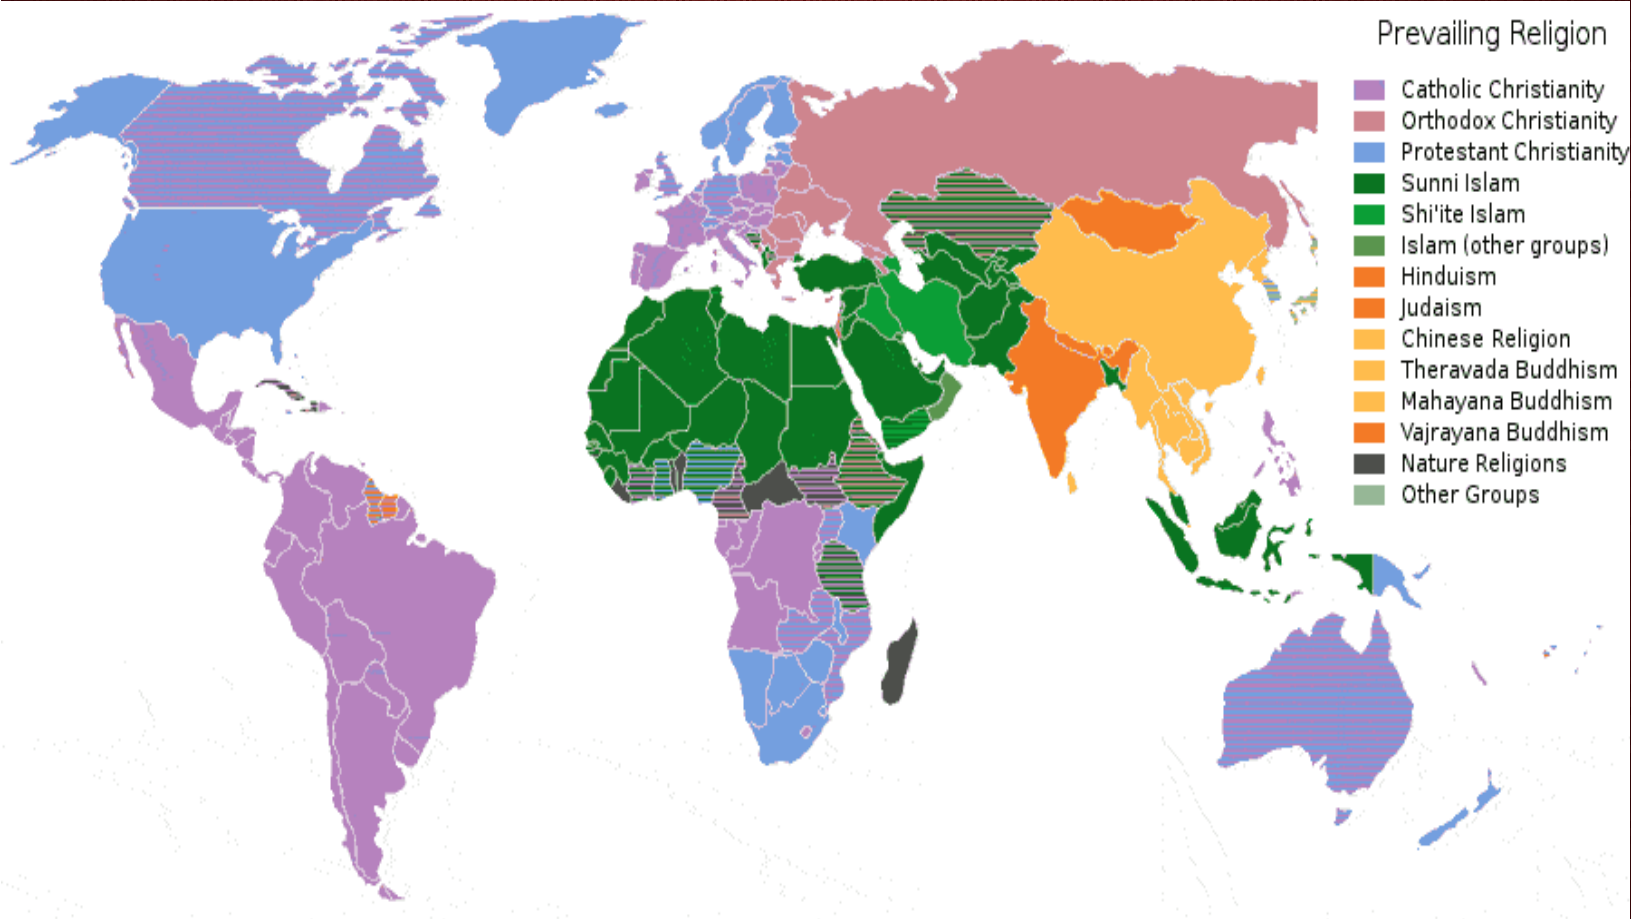 Prevailing Religion
Catholic Christianity
Orthodox Christianity
Protestant Christianity
Sunni Islam
Shi'ite Islam
Islam (other groups)
Hinduism
Judaism
Chinese Religion
Theravada Buddhism
Mahayana Buddhism
Vajrayana Buddhism
Nature Religions
Other Groups